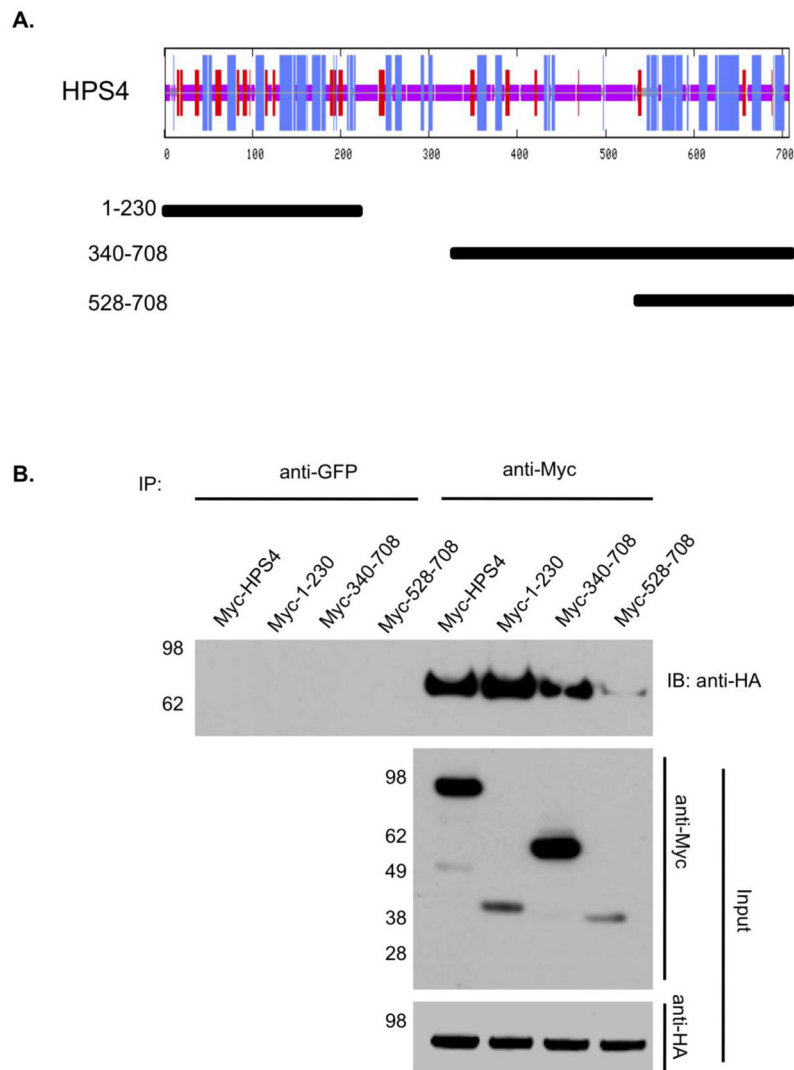 A.
HPS4
0 100 200 300 400 500 600 700
1-230
340-708
528-708
B.
IP:
anti-GFP
anti-Myc
Myc-HPS4
Myc-1-230
Myc-340-708
Myc-528-708
Myc-HPS4
Myc-1-230
Myc-340-708
Myc-528-708
98
62
IB: anti-HA
98
62
49
38
28
anti-Myc
Input
98
anti-HA